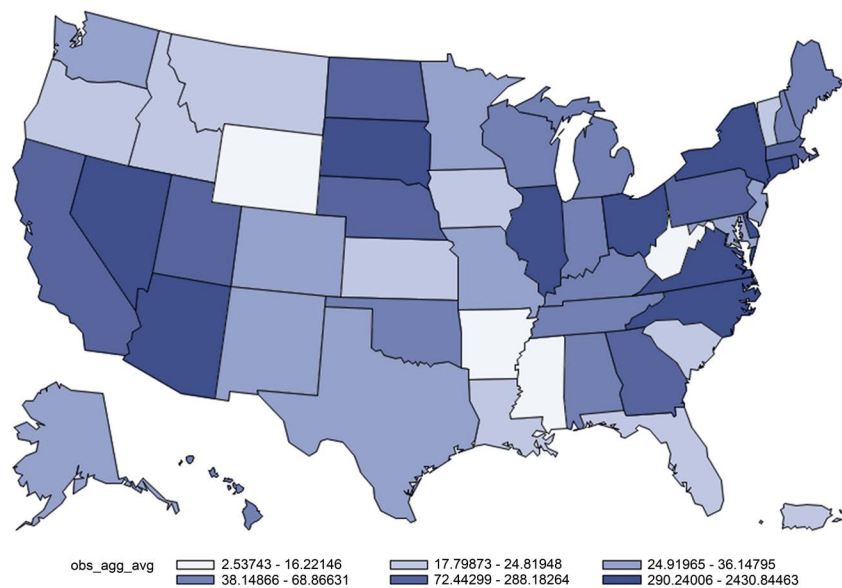 obs_agg_avg 2.53743 - 16.22146 17.79873 - 24.81948 24.91965 - 36.14795
38.14866 - 68.86631 72.44299 - 288.18264 290.24006 - 2430.84463